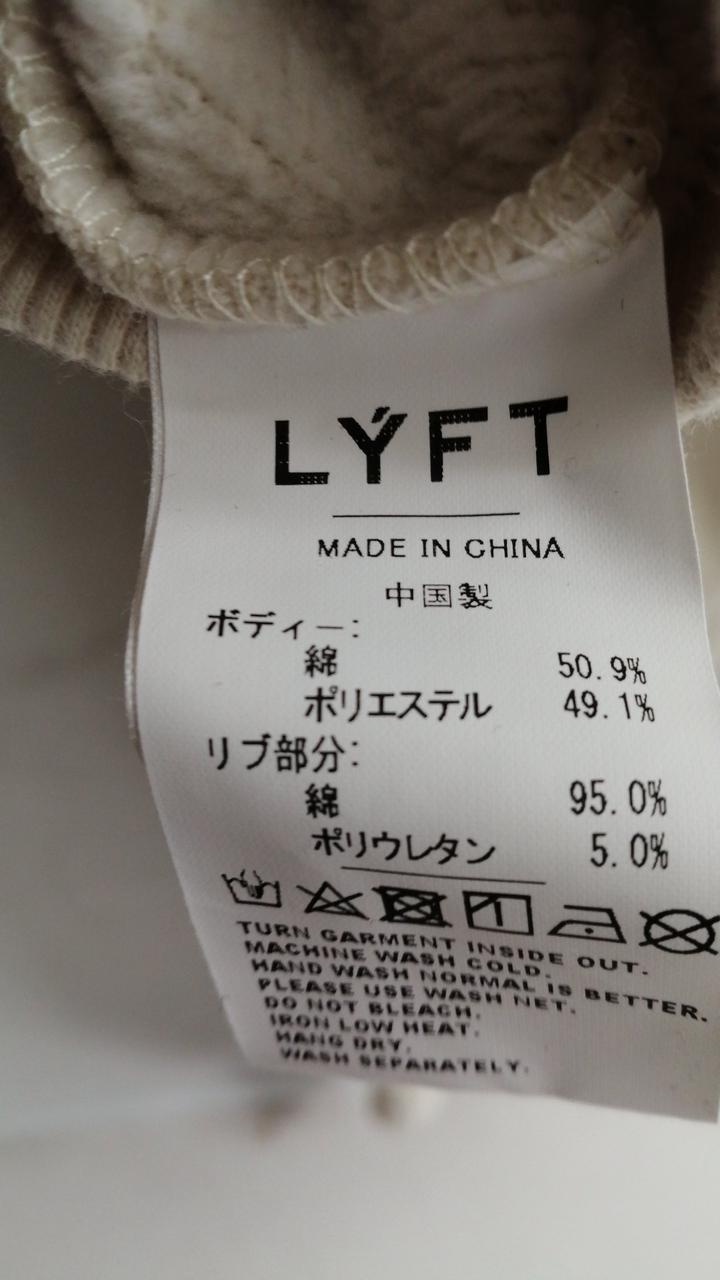 LÝFT
MADE IN CHINA
中国製
ボディー:
綿 50.9%
ポリエステル 49.1%
リブ部分:
綿 95.0%
ポリウレタン 5.0%
TURN GARMENT INSIDE OUT.
MACHINE WASH COLD.
HAND WASH NORMAL IS BETTER.
PLEASE USE WASH NET.
DO NOT BLEACH.
IRON LOW HEAT.
HANG DRY.
WASH SEPARATELY.